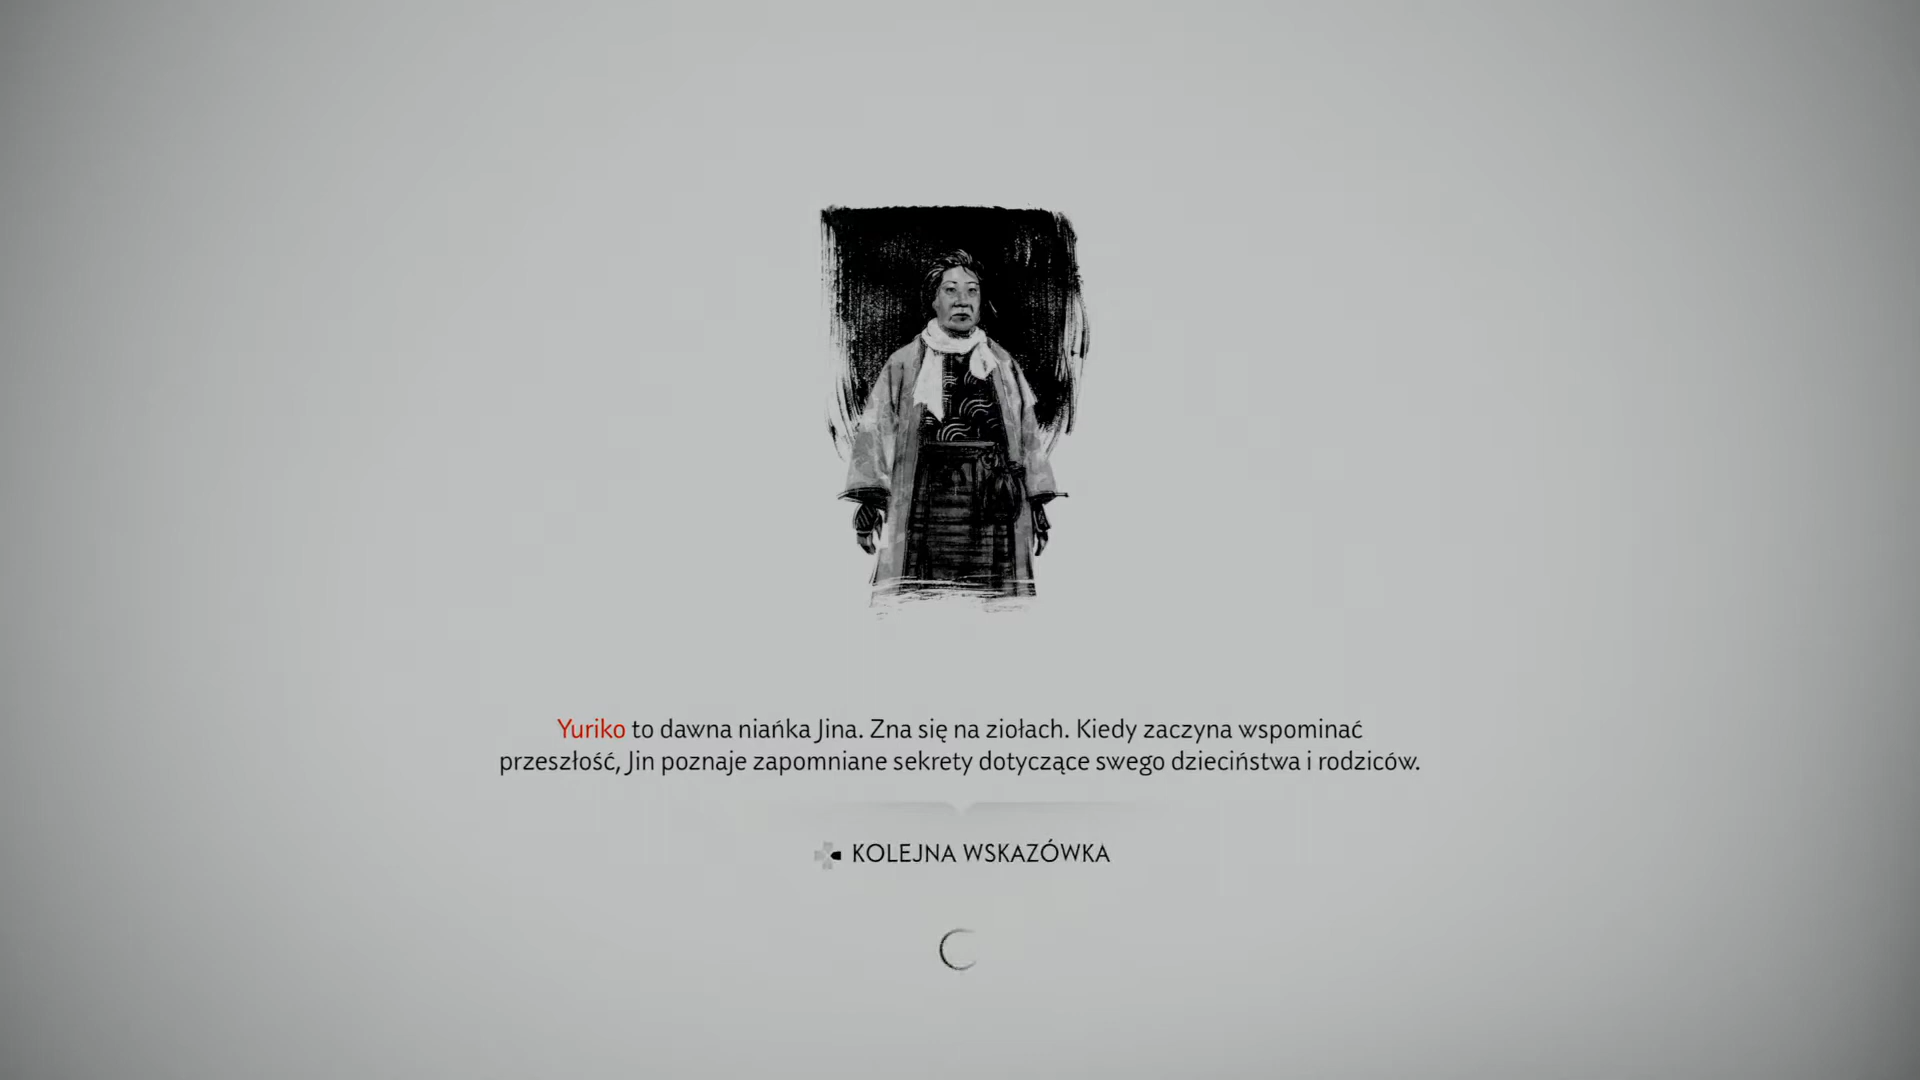 Yuriko to dawna niańka Jina. Zna się na ziołach. Kiedy zaczyna wspominać
przeszłość, Jin poznaje zapomniane sekrety dotyczące swego dzieciństwa i rodziców.
KOLEJNA WSKAZÓWKA